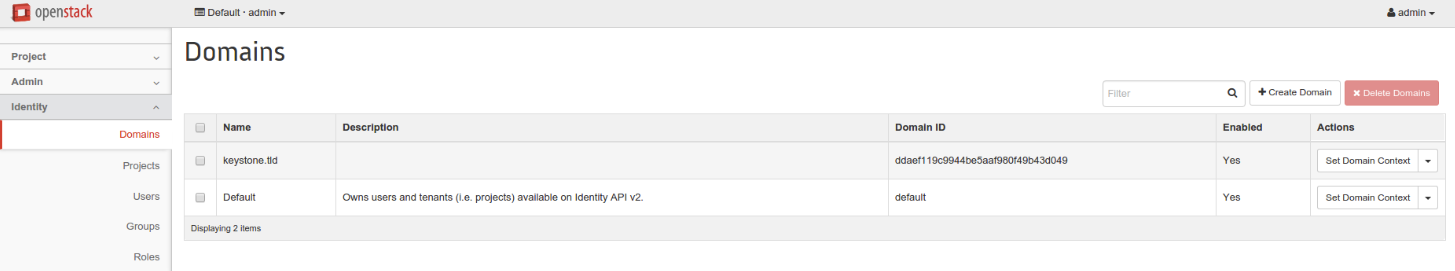 openstack
Default · admin
admin
Project
Admin
Identity
Domains
Projects
Users
Groups
Roles
Domains
Filter
Create Domain
Delete Domains
Name Description Domain ID Enabled Actions
keystone.tld ddaef119c9944be5aaf980f49b43d049 Yes Set Domain Context
Default Owns users and tenants (i.e. projects) available on Identity API v2. default Yes Set Domain Context
Displaying 2 items